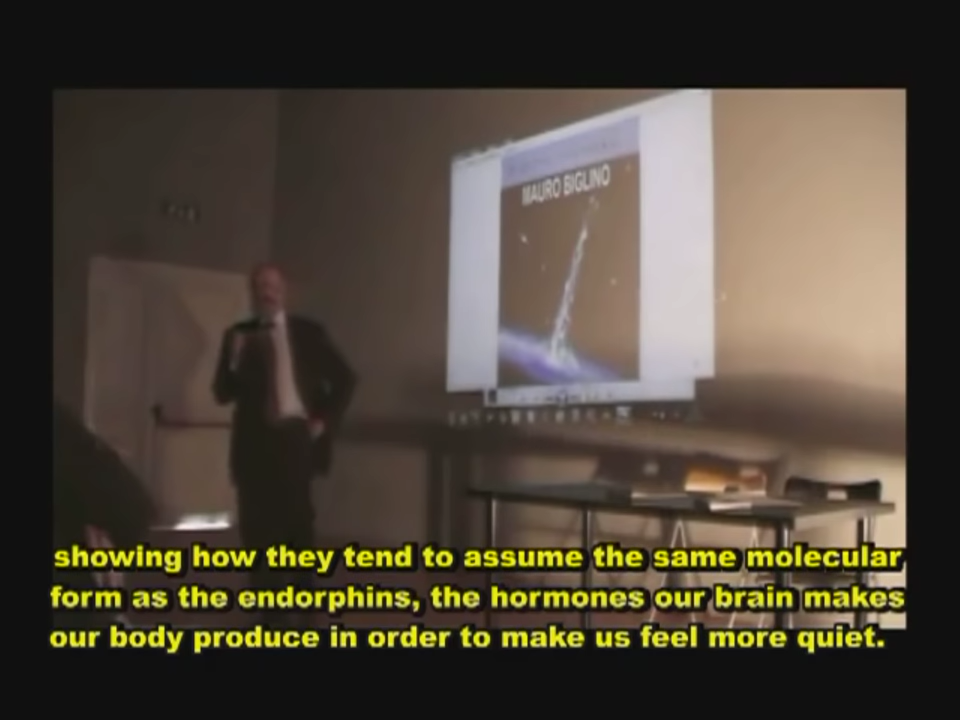 MAURO BIGLINO
showing how they tend to assume the same molecular
form as the endorphins, the hormones our brain makes
our body produce in order to make us feel more quiet.